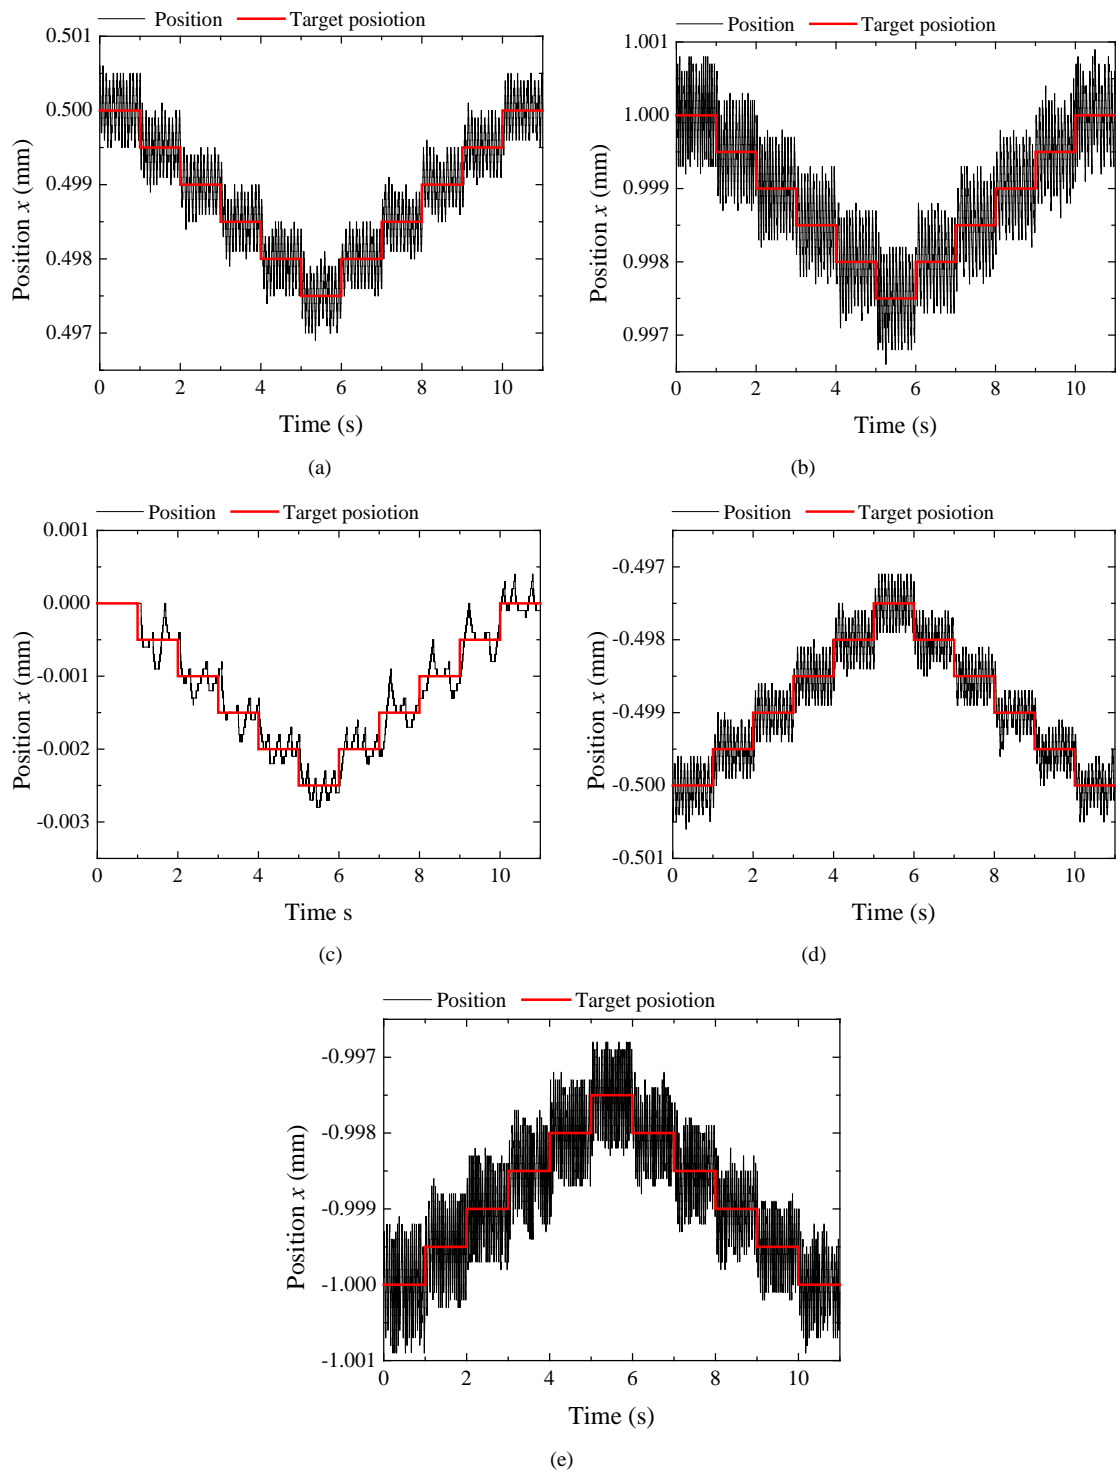 Position Target posiotion
0.501
0.500
0.499
0.498
0.497
Position x (mm)
0 2 4 6 8 10
Time (s)
(a)
Position Target posiotion
1.001
1.000
0.999
0.998
0.997
Position x (mm)
0 2 4 6 8 10
Time (s)
(b)
Position Target posiotion
0.001
0.000
-0.001
-0.002
-0.003
Position x (mm)
0 2 4 6 8 10
Time s
(c)
Position Target posiotion
-0.497
-0.498
-0.499
-0.500
-0.501
Position x (mm)
0 2 4 6 8 10
Time (s)
(d)
Position Target posiotion
-0.997
-0.998
-0.999
-1.000
-1.001
Position x (mm)
0 2 4 6 8 10
Time (s)
(e)